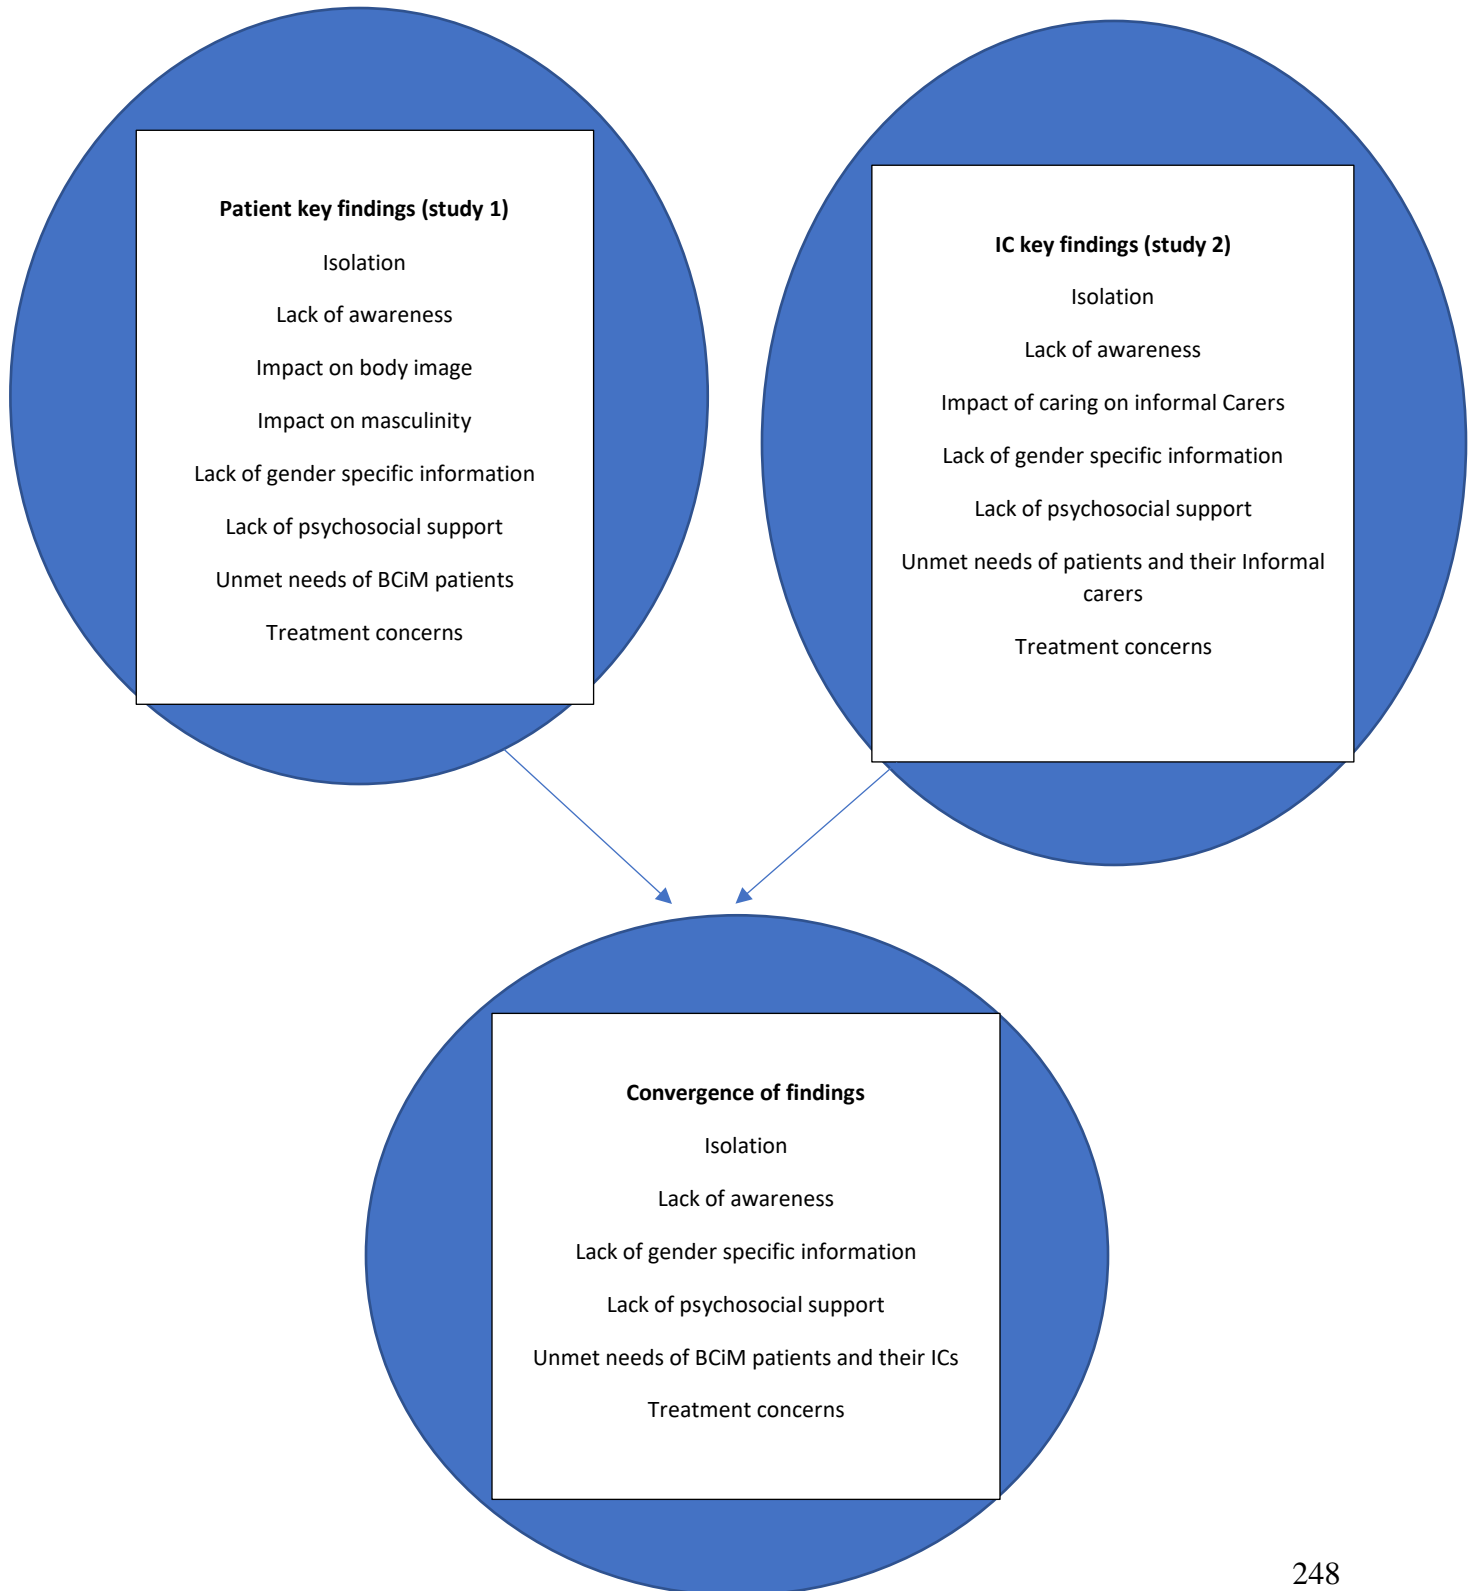 Patient key findings (study 1)
Isolation
Lack of awareness
Impact on body image
Impact on masculinity
Lack of gender specific information
Lack of psychosocial support
Unmet needs of BCiM patients
Treatment concerns
IC key findings (study 2)
Isolation
Lack of awareness
Impact of caring on informal Carers
Lack of gender specific information
Lack of psychosocial support
Unmet needs of patients and their Informal
carers
Treatment concerns
Convergence of findings
Isolation
Lack of awareness
Lack of gender specific information
Lack of psychosocial support
Unmet needs of BCiM patients and their ICs
Treatment concerns
248